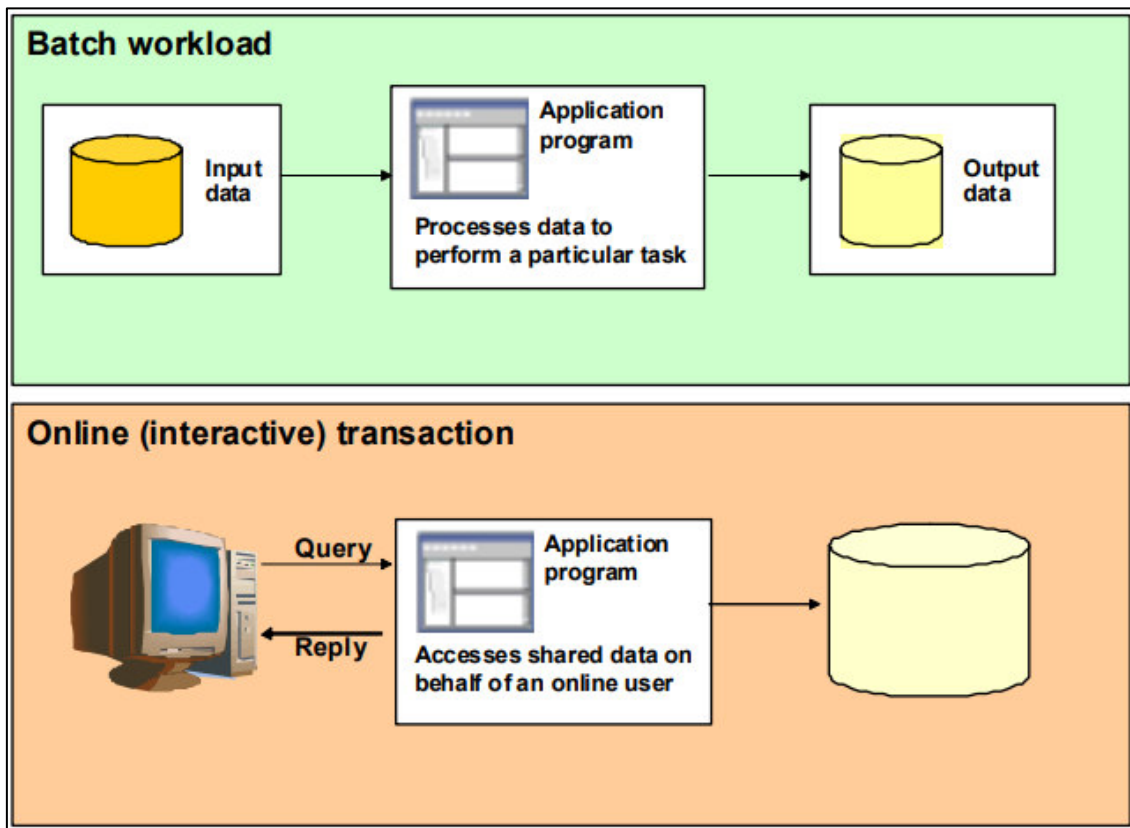 Batch workload
Input
data
Application
program
Processes data to
perform a particular task
Output
data
Online (interactive) transaction
Query
Reply
Application
program
Accesses shared data on
behalf of an online user